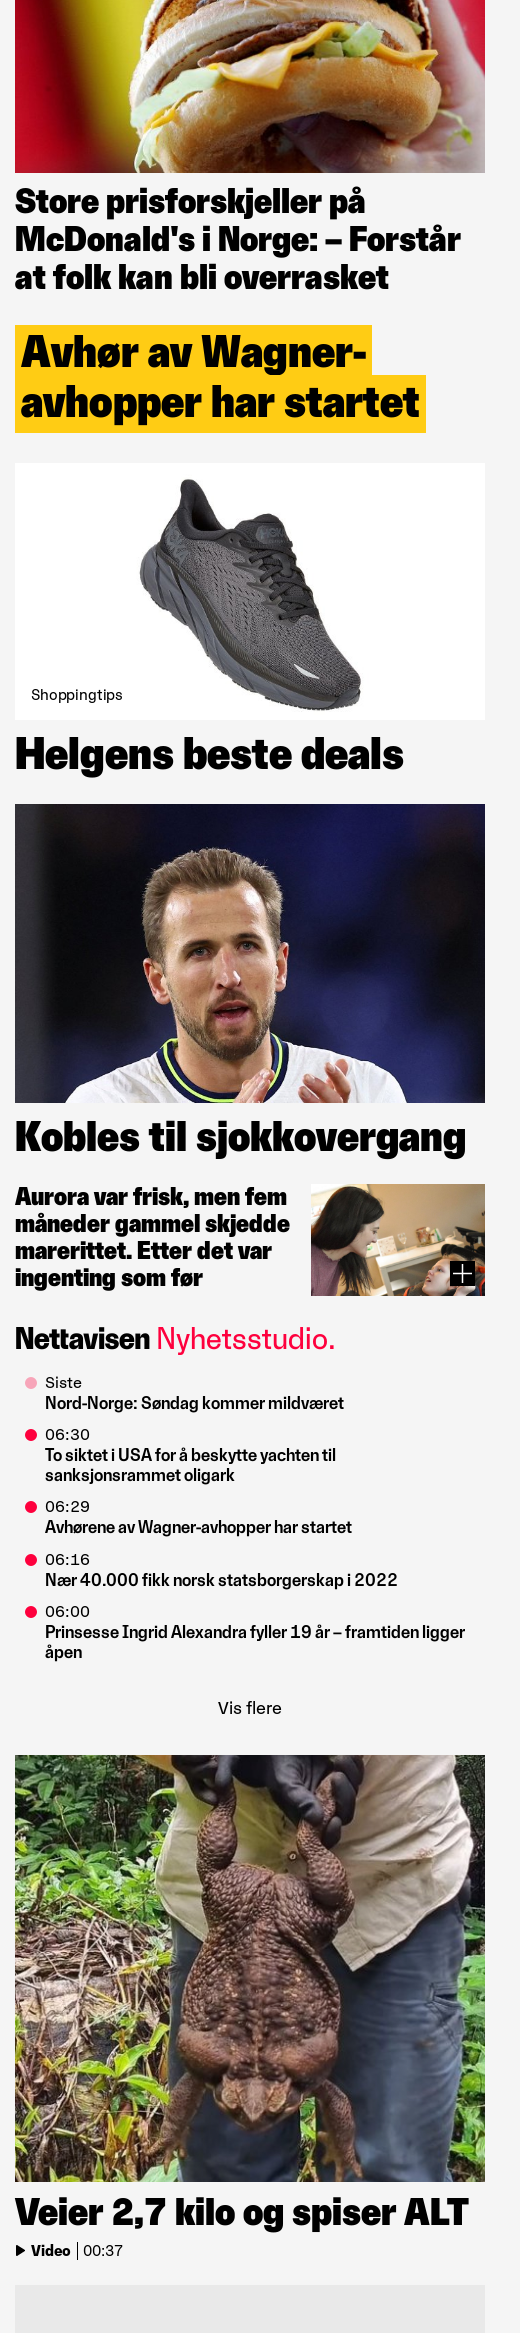 Store prisforskjeller på
McDonald's i Norge: – Forstår
at folk kan bli overrasket
Avhør av Wagner-
avhopper har startet
Shoppingtips
Helgens beste deals
Kobles til sjokkovergang
Aurora var frisk, men fem
måneder gammel skjedde
marerittet. Etter det var
ingenting som før
Nettavisen Nyhetsstudio.
Siste
Nord-Norge: Søndag kommer mildværet
06:30
To siktet i USA for å beskytte yachten til
sanksjonsrammet oligark
06:29
Avhørene av Wagner-avhopper har startet
06:16
Nær 40.000 fikk norsk statsborgerskap i 2022
06:00
Prinsesse Ingrid Alexandra fyller 19 år – framtiden ligger
åpen
Vis flere
Veier 2,7 kilo og spiser ALT
Video | 00:37